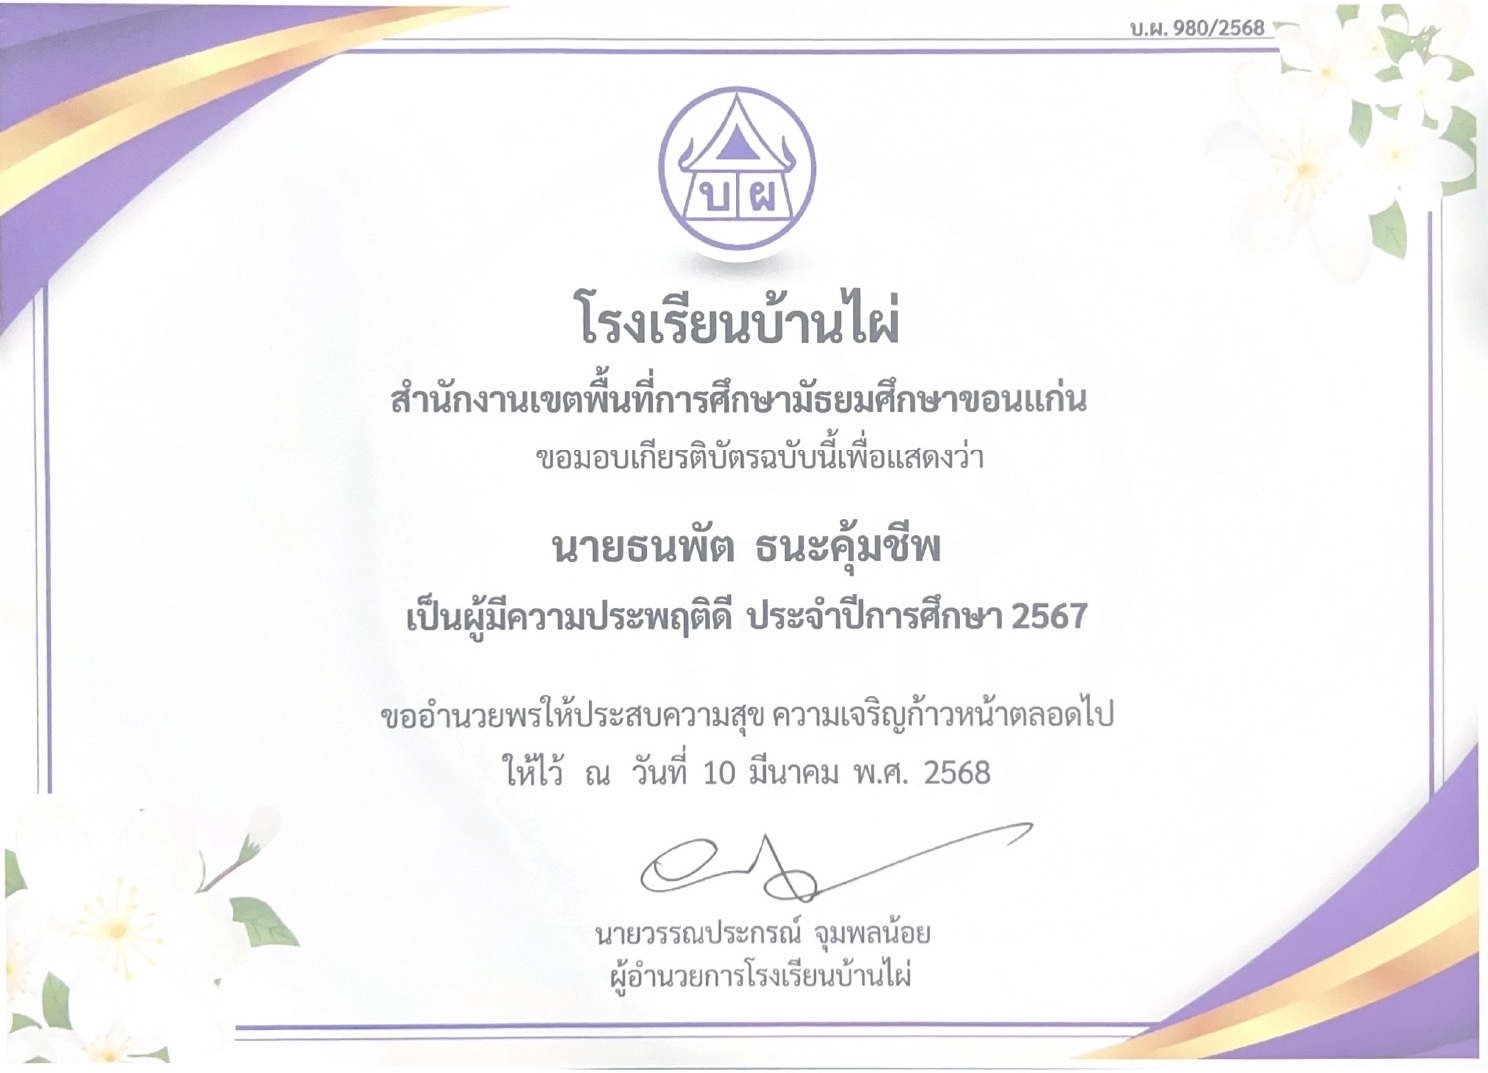 บ.ผ. 980/2568
บ ผ
โรงเรียนบ้านไผ่
สำนักงานเขตพื้นที่การศึกษามัธยมศึกษาขอนแก่น
ขอมอบเกียรติบัตรฉบับนี้เพื่อแสดงว่า
นายธนพัต ธนะคุ้มชีพ
เป็นผู้มีความประพฤติดี ประจำปีการศึกษา 2567
ขออำนวยพรให้ประสบความสุข ความเจริญก้าวหน้าตลอดไป
ให้ไว้ ณ วันที่ 10 มีนาคม พ.ศ. 2568
นายวรรณประกรณ์ จุมพลน้อย
ผู้อำนวยการโรงเรียนบ้านไผ่